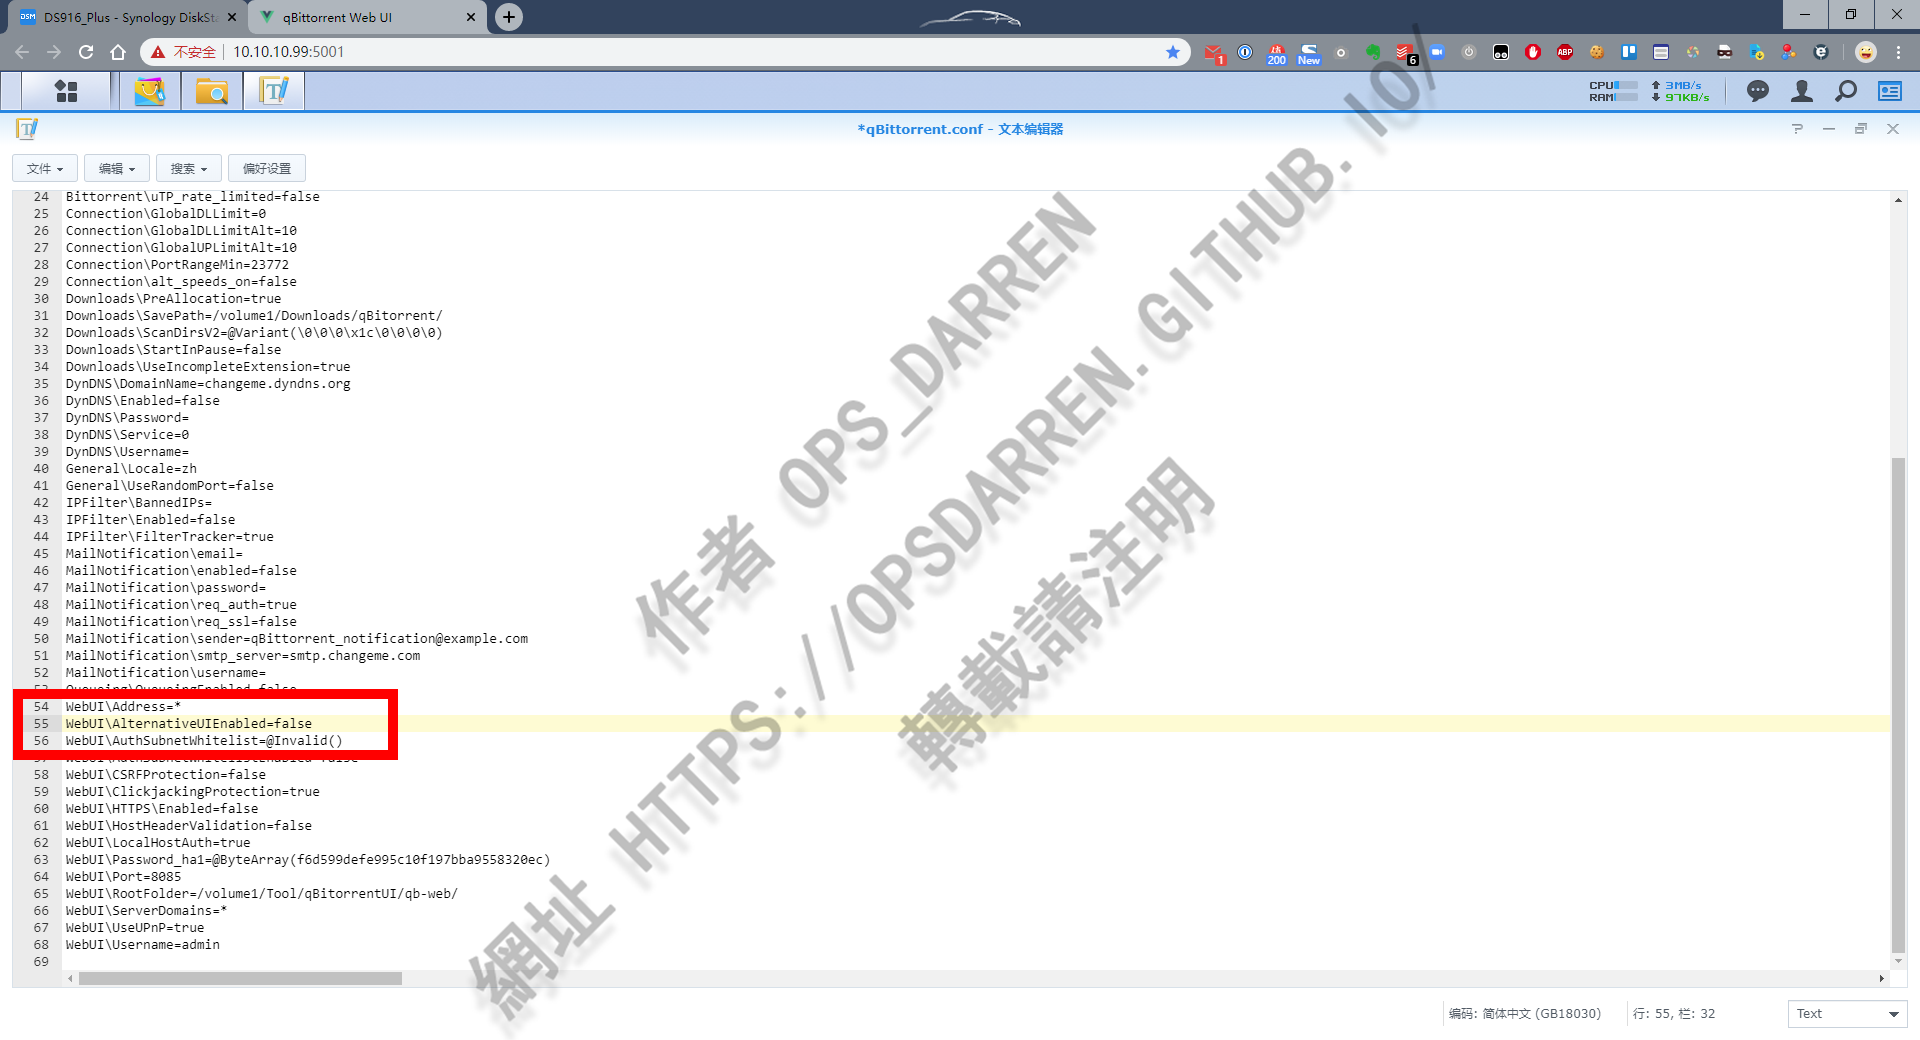 DS916_Plus - Synology DiskSta
qBittorrent Web UI
不安全
10.10.10.99:5001
1
200
New
6
ABP
CPU
RAM
3MB/s
97KB/s
*qBittorrent.conf - 文本编辑器
文件
编辑
搜索
偏好设置
24 Bittorrent\uTP_rate_limited=false
25 Connection\GlobalDLLimit=0
26 Connection\GlobalDLLimitAlt=10
27 Connection\GlobalUPLimitAlt=10
28 Connection\PortRangeMin=23772
29 Connection\alt_speeds_on=false
30 Downloads\PreAllocation=true
31 Downloads\SavePath=/volume1/Downloads/qBitorrent/
32 Downloads\ScanDirsV2=@Variant(\0\0\0\x1c\0\0\0\0)
33 Downloads\StartInPause=false
34 Downloads\UseIncompleteExtension=true
35 DynDNS\DomainName=changeme.dyndns.org
36 DynDNS\Enabled=false
37 DynDNS\Password=
38 DynDNS\Service=0
39 DynDNS\Username=
40 General\Locale=zh
41 General\UseRandomPort=false
42 IPFilter\BannedIPs=
43 IPFilter\Enabled=false
44 IPFilter\FilterTracker=true
45 MailNotification\email=
46 MailNotification\enabled=false
47 MailNotification\password=
48 MailNotification\req_auth=true
49 MailNotification\req_ssl=false
50 MailNotification\sender=qBittorrent_notification@example.com
51 MailNotification\smtp_server=smtp.changeme.com
52 MailNotification\username=
53 Queueing\QueueingEnabled=false
54 WebUI\Address=*
55 WebUI\AlternativeUIEnabled=false
56 WebUI\AuthSubnetWhitelist=@Invalid()
57 WebUI\AuthSubnetWhitelistEnabled=false
58 WebUI\CSRFProtection=false
59 WebUI\ClickjackingProtection=true
60 WebUI\HTTPS\Enabled=false
61 WebUI\HostHeaderValidation=false
62 WebUI\LocalHostAuth=true
63 WebUI\Password_ha1=@ByteArray(f6d599defe995c10f197bba9558320ec)
64 WebUI\Port=8085
65 WebUI\RootFolder=/volume1/Tool/qBitorrentUI/qb-web/
66 WebUI\ServerDomains=*
67 WebUI\UseUPnP=true
68 WebUI\Username=admin
69
作者 OPS_DARREN
網址 HTTPS://OPSDARREN.GITHUB.IO/
轉載請注明
编码: 简体中文 (GB18030)
行: 55, 栏: 32
Text